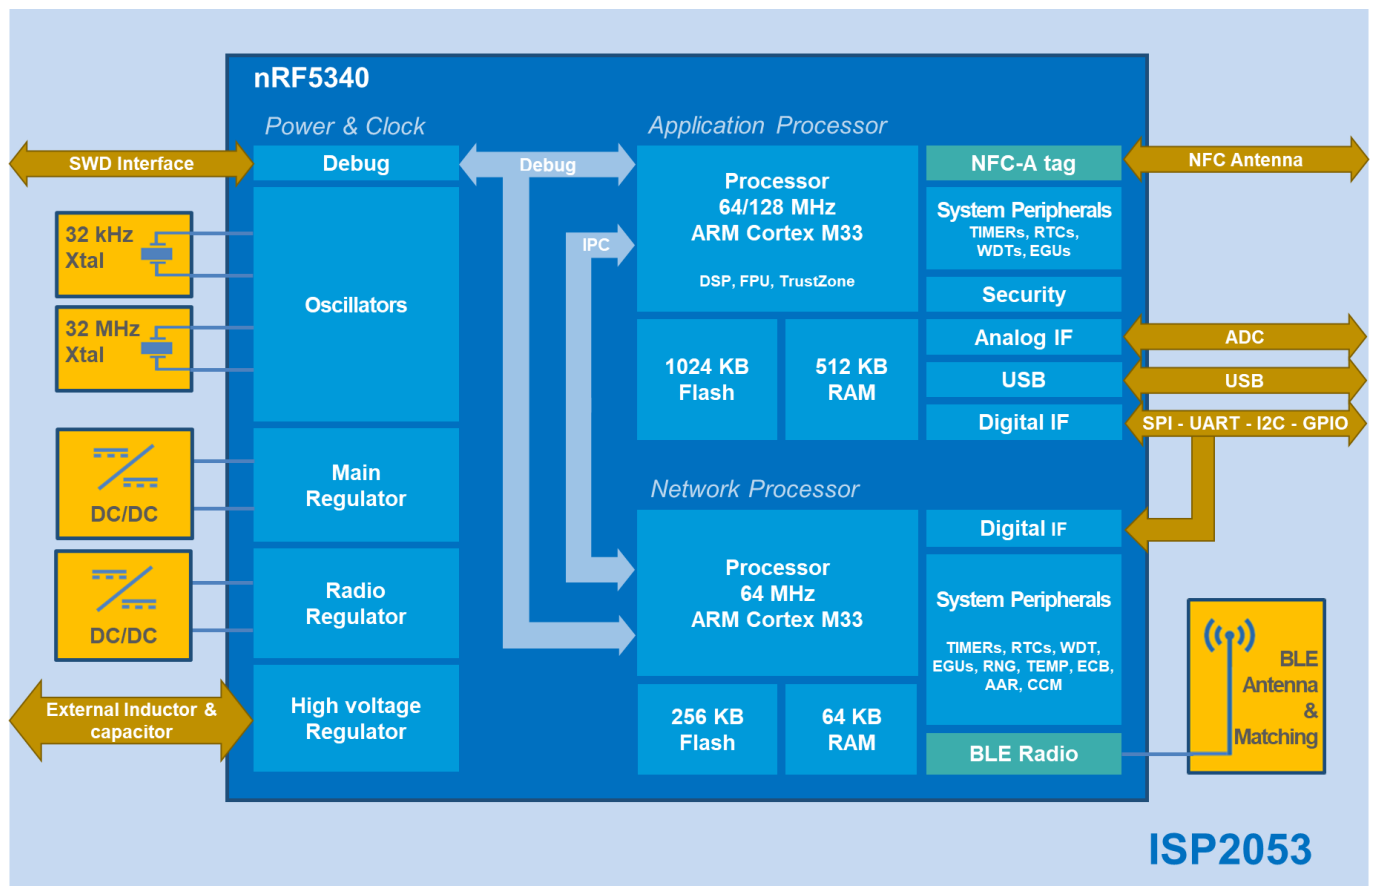 nRF5340
Power & Clock
Application Processor
SWD Interface
Debug
Debug
Processor
64/128 MHz
ARM Cortex M33
DSP, FPU, TrustZone
NFC-A tag
NFC Antenna
System Peripherals
TIMERs, RTCs,
WDTs, EGUs
32 kHz
Xtal
IPC
Oscillators
Security
32 MHz
Xtal
Analog IF
ADC
1024 KB
Flash
512 KB
RAM
USB
USB
Digital IF
SPI - UART - I2C - GPIO
DC/DC
Main
Regulator
Network Processor
Digital IF
Processor
64 MHz
ARM Cortex M33
System Peripherals
TIMERs, RTCs, WDT,
EGUs, RNG, TEMP, ECB,
AAR, CCM
DC/DC
Radio
Regulator
BLE
Antenna
&
Matching
External Inductor &
capacitor
High voltage
Regulator
256 KB
Flash
64 KB
RAM
BLE Radio
ISP2053